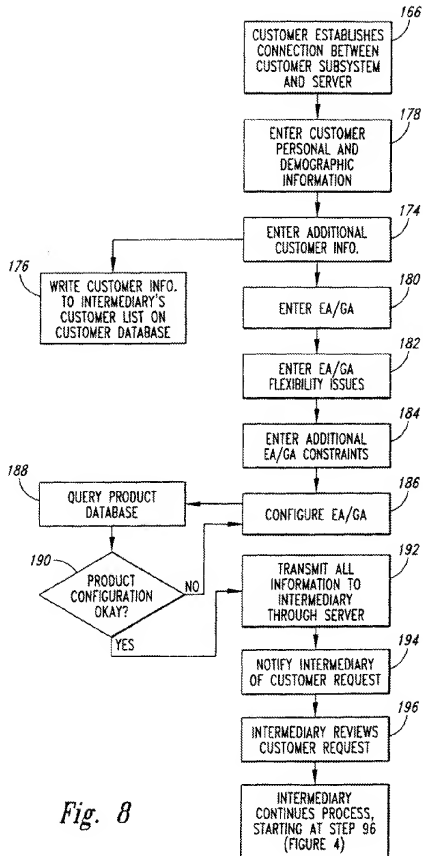 166
CUSTOMER ESTABLISHES
CONNECTION BETWEEN
CUSTOMER SUBSYSTEM
AND SERVER
178
ENTER CUSTOMER
PERSONAL AND
DEMOGRAPHIC
INFORMATION
174
ENTER ADDITIONAL
CUSTOMER INFO.
176
WRITE CUSTOMER INFO.
TO INTERMEDIARY'S
CUSTOMER LIST ON
CUSTOMER DATABASE
180
ENTER EA/GA
182
ENTER EA/GA
FLEXIBILITY ISSUES
184
ENTER ADDITIONAL
EA/GA CONSTRAINTS
186
CONFIGURE EA/GA
188
QUERY PRODUCT
DATABASE
190
PRODUCT
CONFIGURATION
OKAY?
NO
YES
192
TRANSMIT ALL
INFORMATION TO
INTERMEDIARY
THROUGH SERVER
194
NOTIFY INTERMEDIARY
OF CUSTOMER REQUEST
196
INTERMEDIARY REVIEWS
CUSTOMER REQUEST
INTERMEDIARY
CONTINUES PROCESS,
STARTING AT STEP 96
(FIGURE 4)
Fig. 8